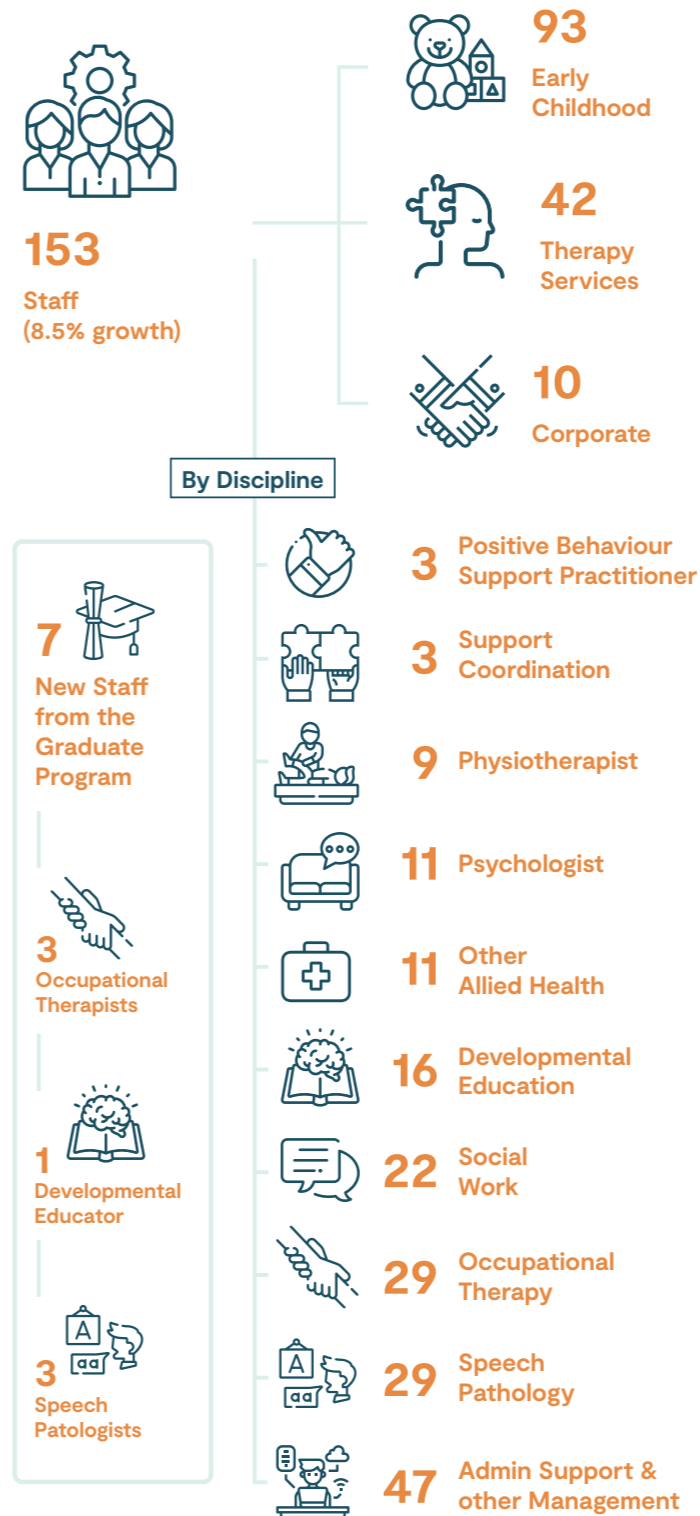 153
Staff
(8.5% growth)
93
Early
Childhood
42
Therapy
Services
10
Corporate
By Discipline
7
New Staff
from the
Graduate
Program
3
Occupational
Therapists
1
Developmental
Educator
A
aa
3
Speech
Patologists
3
Positive Behaviour
Support Practitioner
3
Support
Coordination
9
Physiotherapist
11
Psychologist
11
Other
Allied Health
16
Developmental
Education
22
Social
Work
29
Occupational
Therapy
A
aa
29
Speech
Pathology
47
Admin Support &
other Management